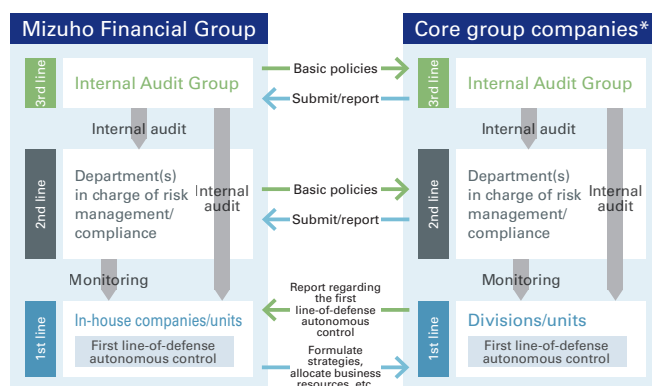 Mizuho Financial Group
3rd line
Internal Audit Group
Internal audit
2nd line
Department(s)
in charge of risk
management/
compliance
Internal
audit
Monitoring
1st line
In-house companies/units
First line-of-defense
autonomous control
Basic policies
Submit/report
Basic policies
Submit/report
Report regarding
the first
line-of-defense
autonomous
control
Formulate
strategies,
allocate business
resources, etc.
Core group companies*
3rd line
Internal Audit Group
Internal audit
2nd line
Department(s)
in charge of risk
management/
compliance
Internal
audit
Monitoring
1st line
Divisions/units
First line-of-defense
autonomous control